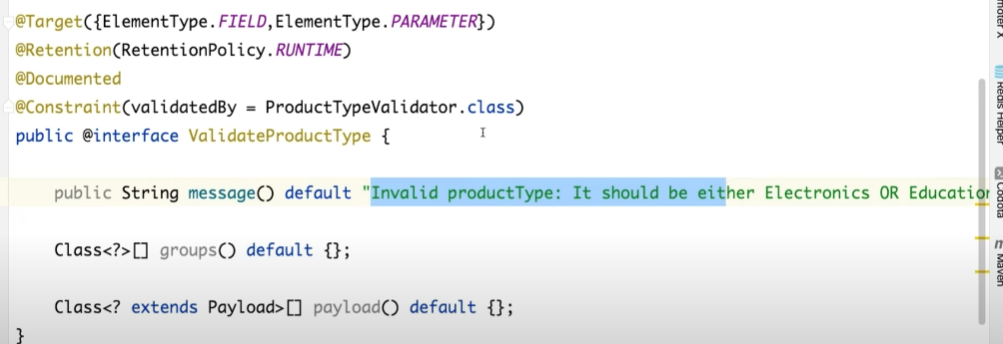 @Target({ElementType.FIELD,ElementType.PARAMETER})
@Retention(RetentionPolicy.RUNTIME)
@Documented
@Constraint(validatedBy = ProductTypeValidator.class)
public @interface ValidateProductType {
public String message() default "Invalid productType: It should be either Electronics OR Education
Class<?>[] groups() default {};
Class<? extends Payload>[] payload() default {};
}
Redis Helper
Codota
Maven